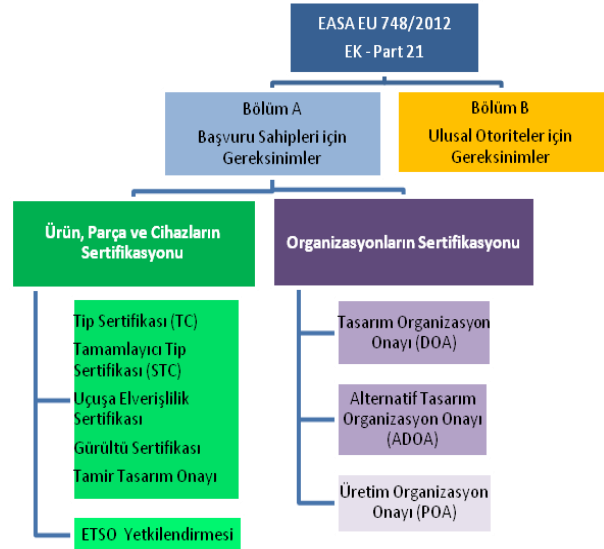 EASA EU 748/2012
EK - Part 21
Bölüm A
Başvuru Sahipleri için
Gereksinimler
Bölüm B
Ulusal Otoriteler için
Gereksinimler
Ürün, Parça ve Cihazların
Sertifikasyonu
Organizasyonların Sertifikasyonu
Tip Sertifikası (TC)
Tamamlayıcı Tip
Sertifikası (STC)
Uçuşa Elverişlilik
Sertifikası
Gürültü Sertifikası
Tamir Tasarım Onayı
ETSO Yetkilendirmesi
Tasarım Organizasyon
Onayı (DOA)
Alternatif Tasarım
Organizasyon Onayı
(ADOA)
Üretim Organizasyon
Onayı (POA)